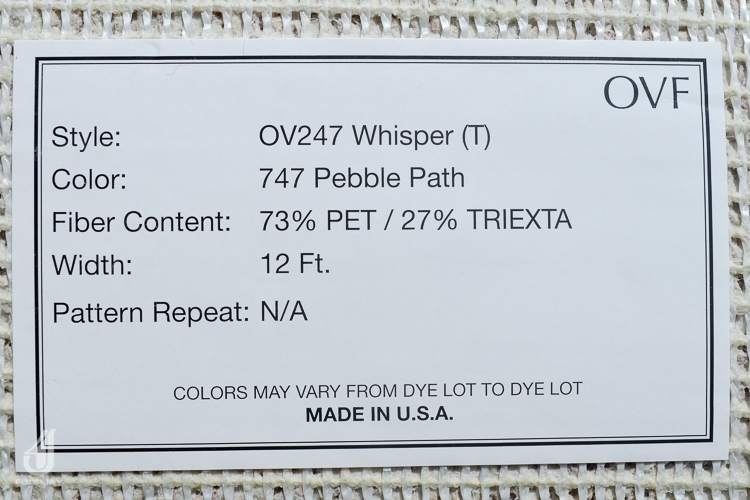 OVF
Style: OV247 Whisper (T)
Color: 747 Pebble Path
Fiber Content: 73% PET / 27% TRIEXTA
Width: 12 Ft.
Pattern Repeat: N/A
COLORS MAY VARY FROM DYE LOT TO DYE LOT
MADE IN U.S.A.